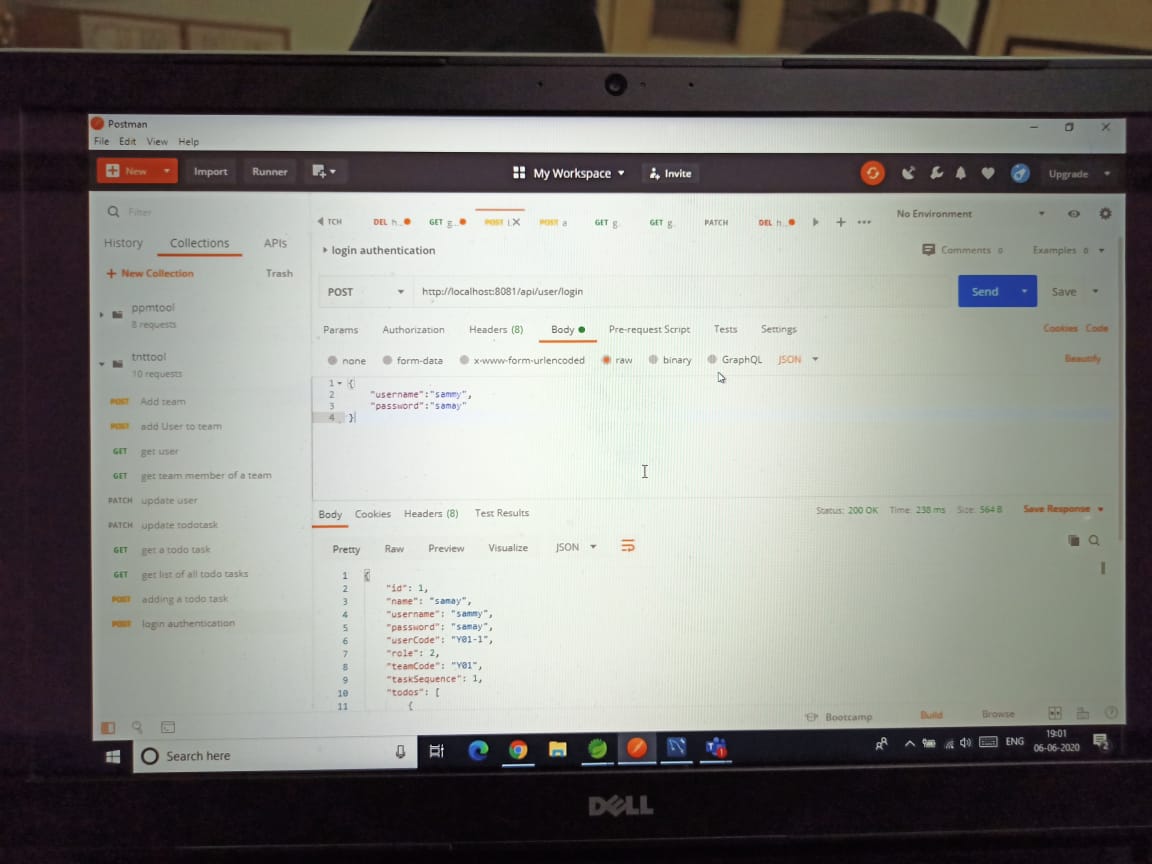 Postman
File Edit View Help
New Import Runner My Workspace Invite Upgrade
Filter
History Collections APIs
+ New Collection Trash
ppmtool
8 requests
tnttool
10 requests
POST Add team
POST add User to team
GET get user
GET get team member of a team
PATCH update user
PATCH update todotask
GET get a todo task
GET get list of all todo tasks
POST adding a todo task
POST login authentication
TCH DEL h... GET g... POST l X POST a GET g. GET g. PATCH DEL h... + ••• No Environment
login authentication Comments 0 Examples 0
POST http://localhost:8081/api/user/login Send Save
Params Authorization Headers (8) Body Pre-request Script Tests Settings Cookies Code
none form-data x-www-form-urlencoded raw binary GraphQL JSON Beautify
1 {
2 "username":"sammy",
3 "password":"samay"
4 }
Body Cookies Headers (8) Test Results Status: 200 OK Time: 238 ms Size: 564 B Save Response
Pretty Raw Preview Visualize JSON
1 {
2 "id": 1,
3 "name": "samay",
4 "username": "sammy",
5 "password": "samay",
6 "userCode": "Y01-1",
7 "role": 2,
8 "teamCode": "Y01",
9 "taskSequence": 1,
10 "todos": [
11 {
Bootcamp Build Browse
Search here ENG 19:01
06-06-2020
DELL